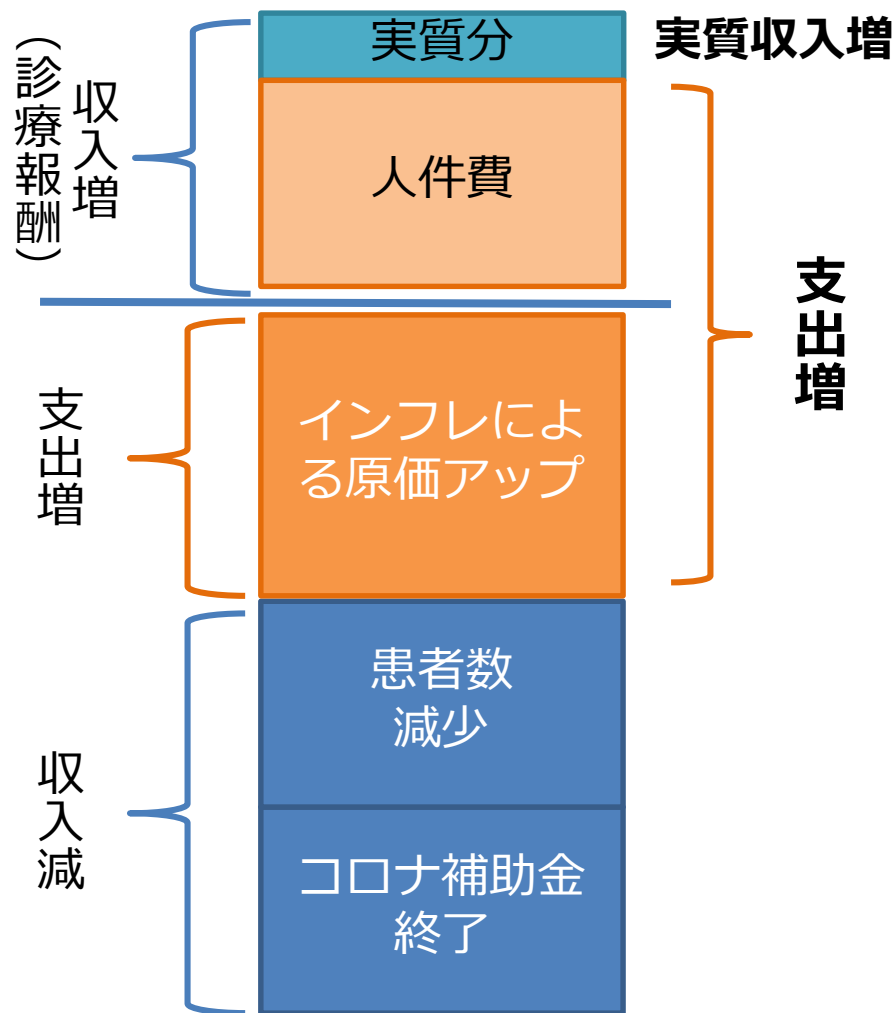 実質分
実質収入増
収入増
（診療報酬）
人件費
支出増
インフレによ
る原価アップ
支出増
患者数
減少
収入減
コロナ補助金
終了